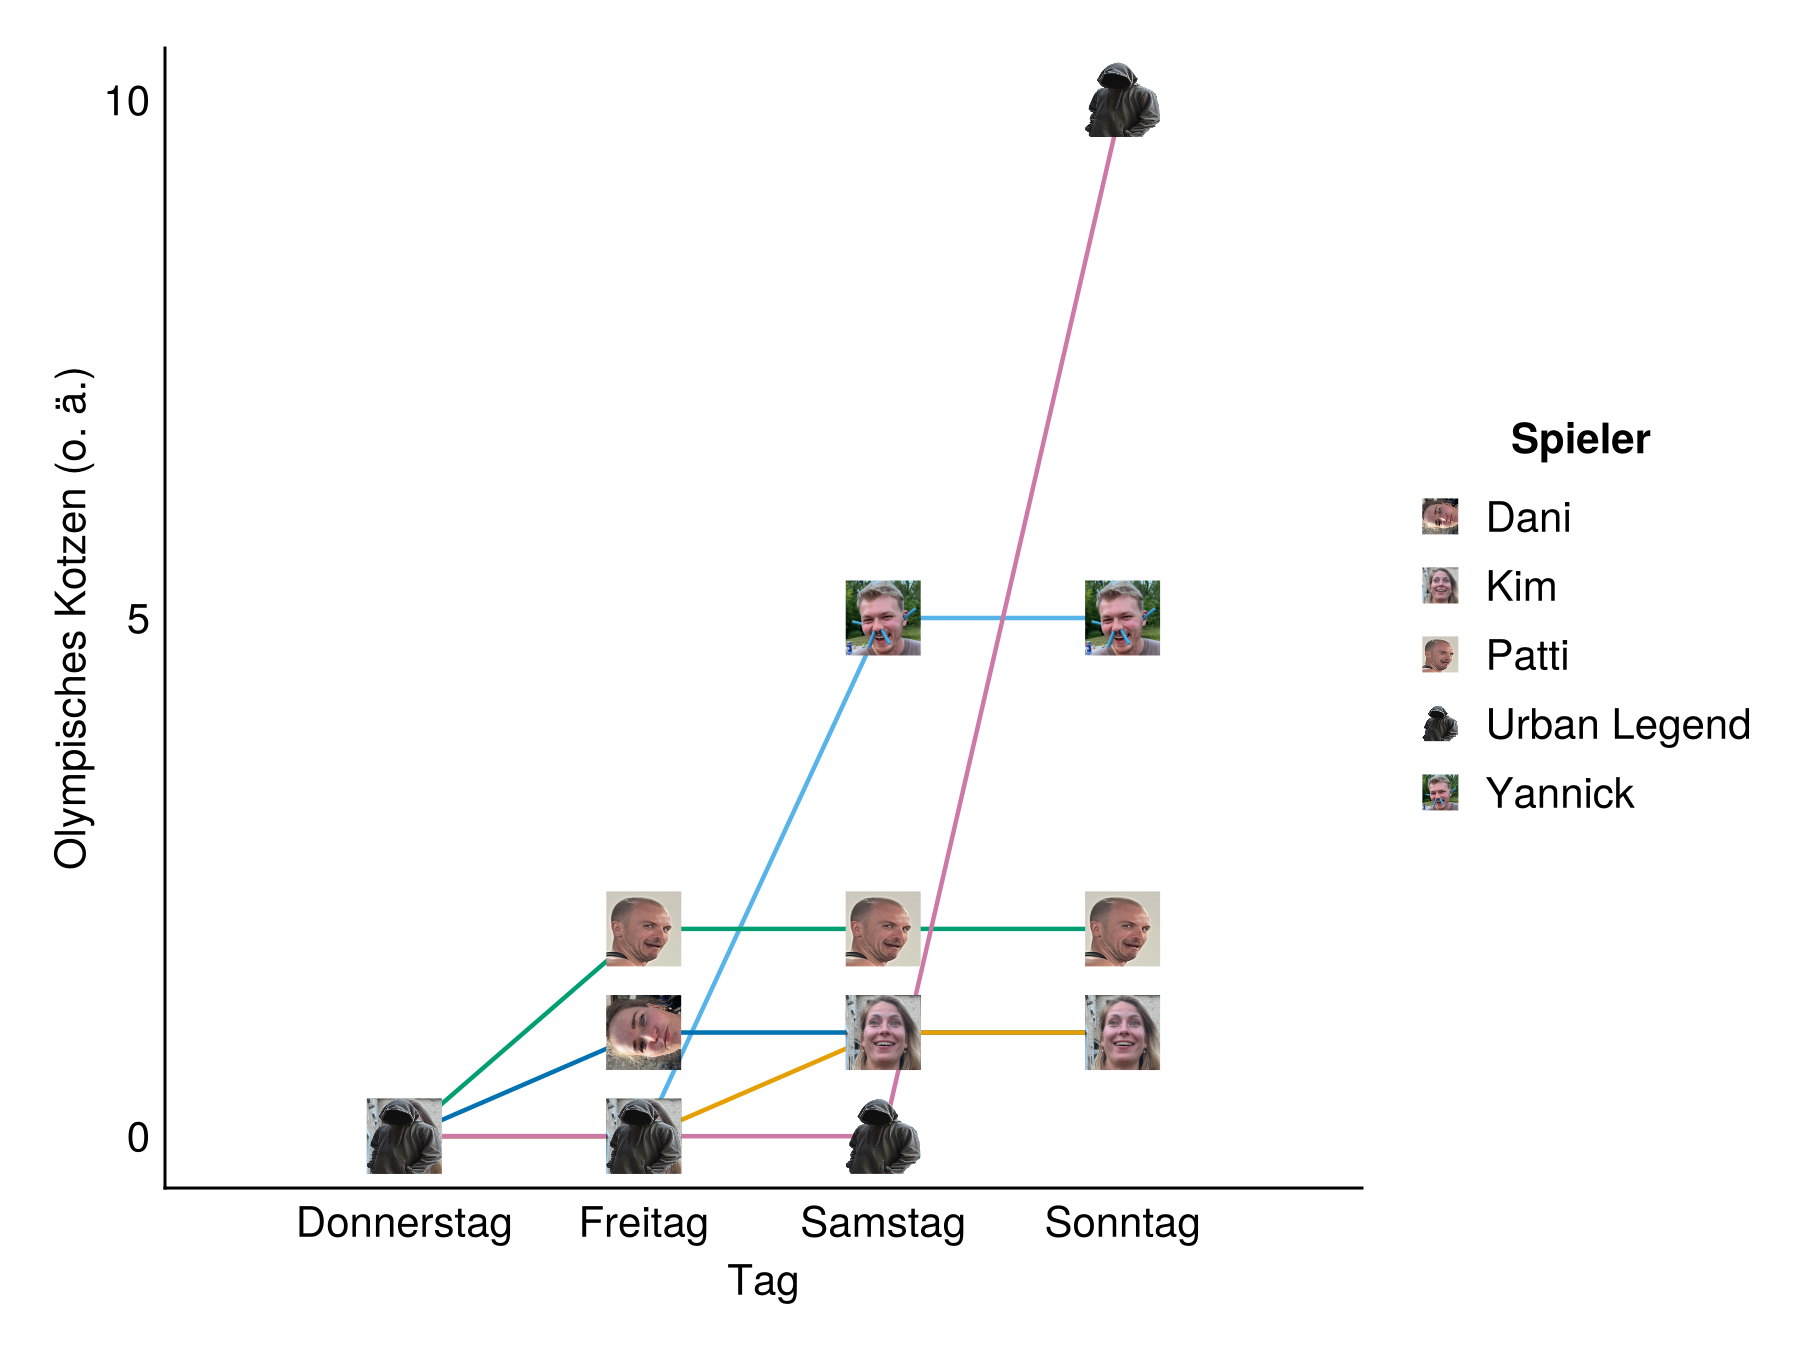 10
5
0
Olympisches Kotzen (o. ä.)
Donnerstag Freitag Samstag Sonntag
Tag
Spieler
Dani
Kim
Patti
Urban Legend
Yannick